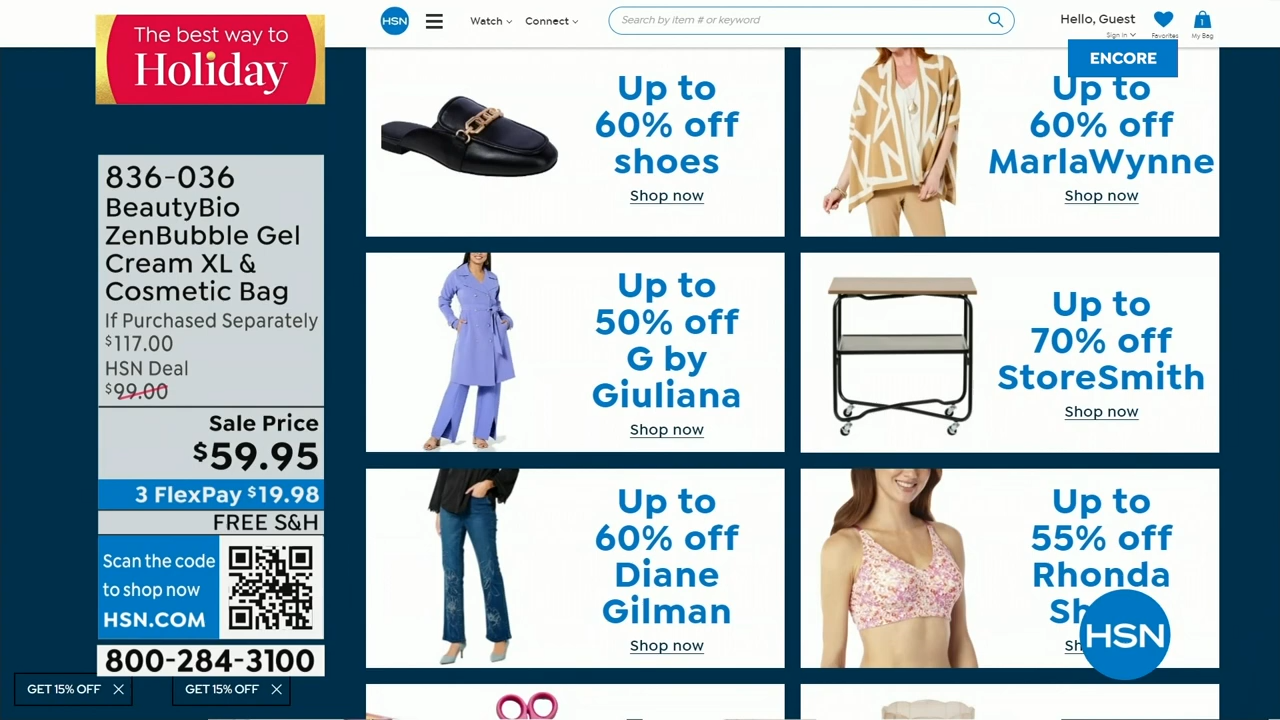 The best way to
Holiday
HSN
Watch
Connect
Search by item # or keyword
Hello, Guest
Sign In
Favorites
1
My Bag
ENCORE
836-036
BeautyBio
ZenBubble Gel
Cream XL &
Cosmetic Bag
If Purchased Separately
$117.00
HSN Deal
$99.00
Sale Price
$59.95
3 FlexPay $19.98
FREE S&H
Scan the code
to shop now
HSN.COM
800-284-3100
GET 15% OFF
GET 15% OFF
Up to
60% off
shoes
Shop now
Up to
60% off
MarlaWynne
Shop now
Up to
50% off
G by
Giuliana
Shop now
Up to
70% off
StoreSmith
Shop now
Up to
60% off
Diane
Gilman
Shop now
Up to
55% off
Rhonda
Sh
Sh
HSN